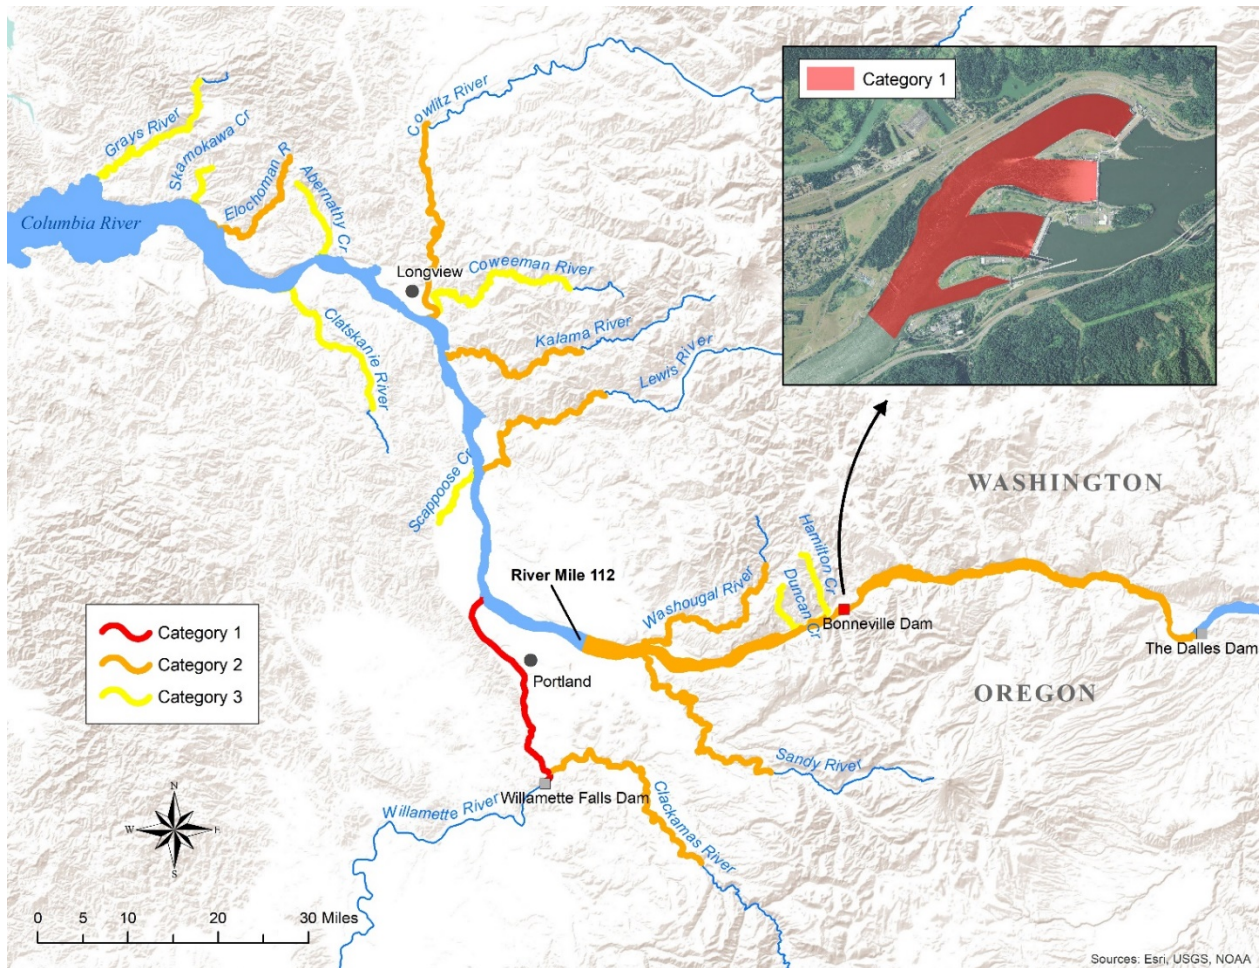 Category 1
Grays River
Skamokawa Cr
Elochoman R
Abernathy Cr
Cowlitz River
Columbia River
Longview
Coweeman River
Clatskanie River
Kalama River
Lewis River
Scappoose Cr
WASHINGTON
River Mile 112
Washougal River
Hamilton Cr
Duncan Cr
Bonneville Dam
The Dalles Dam
Category 1
Category 2
Category 3
Portland
OREGON
Sandy River
Willamette Falls Dam
Willamette River
Clackamas River
N
W E
S
0 5 10 20 30 Miles
Sources: Esri, USGS, NOAA